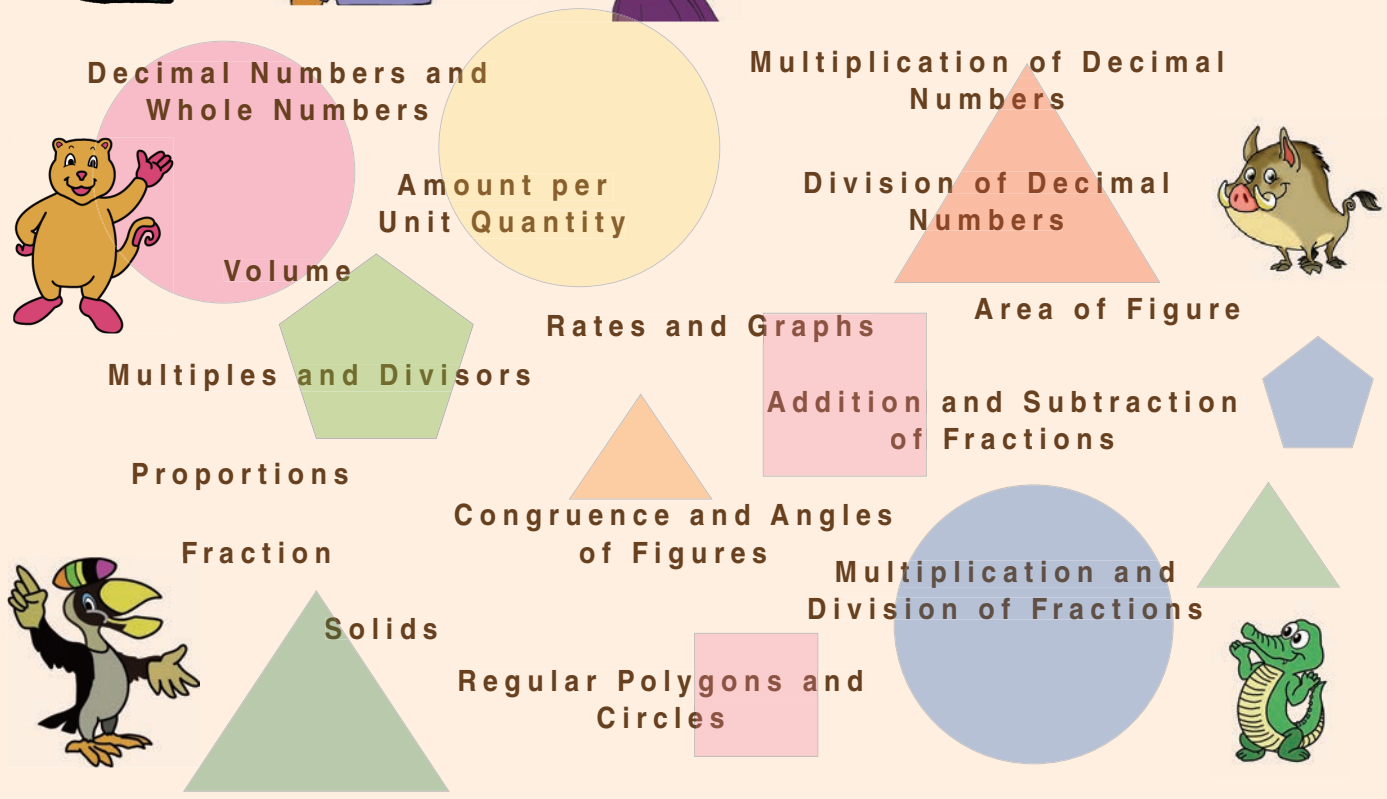 Decimal Numbers and
Whole Numbers
Multiplication of Decimal
Numbers
Amount per
Unit Quantity
Division of Decimal
Numbers
Volume
Rates and Graphs
Area of Figure
Multiples and Divisors
Addition and Subtraction
of Fractions
Proportions
Congruence and Angles
of Figures
Fraction
Multiplication and
Division of Fractions
Solids
Regular Polygons and
Circles